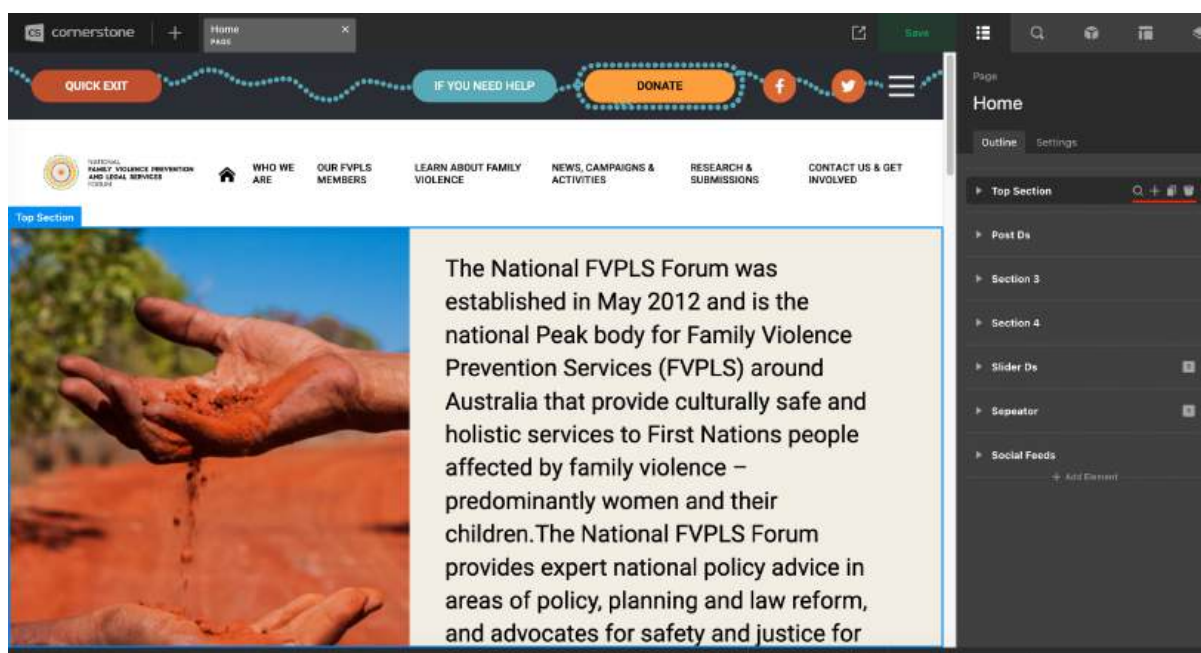 cs cornerstone
Home
PAGE
Save
QUICK EXIT
IF YOU NEED HELP
DONATE
Page
Home
Outline Settings
NATIONAL
FAMILY VIOLENCE PREVENTION
AND LEGAL SERVICES
FORUM
WHO WE
ARE
OUR FVPLS
MEMBERS
LEARN ABOUT FAMILY
VIOLENCE
NEWS, CAMPAIGNS &
ACTIVITIES
RESEARCH &
SUBMISSIONS
CONTACT US & GET
INVOLVED
Top Section
The National FVPLS Forum was
established in May 2012 and is the
national Peak body for Family Violence
Prevention Services (FVPLS) around
Australia that provide culturally safe and
holistic services to First Nations people
affected by family violence –
predominantly women and their
children.The National FVPLS Forum
provides expert national policy advice in
areas of policy, planning and law reform,
and advocates for safety and justice for
Top Section
Post Ds
Section 3
Section 4
Slider Ds
Sepeator
Social Feeds
+ Add Element